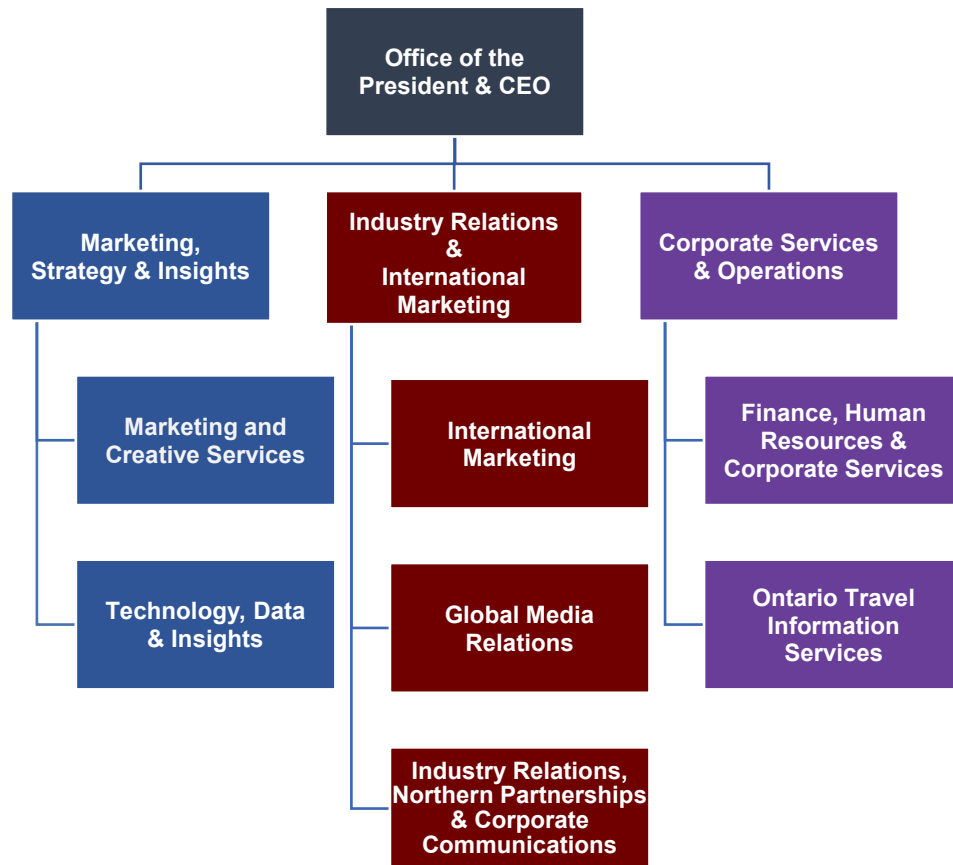 Office of the
President & CEO
Marketing,
Strategy & Insights
Industry Relations
&
International
Marketing
Corporate Services
& Operations
Marketing and
Creative Services
International
Marketing
Finance, Human
Resources &
Corporate Services
Technology, Data
& Insights
Global Media
Relations
Ontario Travel
Information
Services
Industry Relations,
Northern Partnerships
& Corporate
Communications